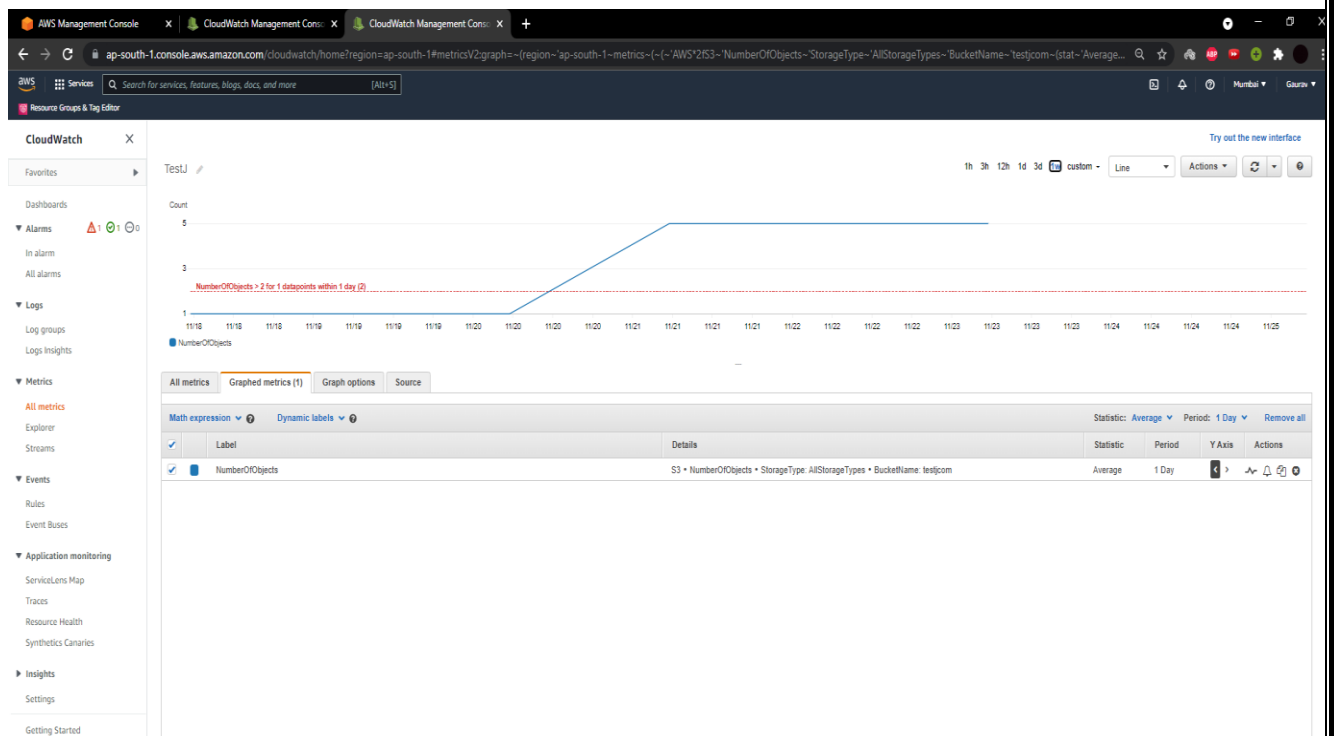 AWS Management Console
CloudWatch Management Cons
CloudWatch Management Consc
ap-south-1.console.aws.amazon.com/cloudwatch/home?region=ap-south-1#metricsV2:graph=~(region~'ap-south-1~metrics~(~(~'AWS*2fS3~'NumberOfObjects~'StorageType~'AllStorageTypes~'BucketName~'testjcom~(stat~'Average...
aws Services Search for services, features, blogs, docs, and more [Alt+S] Mumbai Gaurav
Resource Groups & Tag Editor
CloudWatch X
Try out the new interface
Favorites
Dashboards
Alarms 1 1 0
In alarm
All alarms
Logs
Log groups
Logs Insights
Metrics
All metrics
Explorer
Streams
Events
Rules
Event Buses
Application monitoring
ServiceLens Map
Traces
Resource Health
Synthetics Canaries
Insights
Settings
Getting Started
TestJ
1h 3h 12h 1d 3d 1w custom Line Actions
Count
5
3
NumberOfObjects > 2 for 1 datapoints within 1 day (2)
1
11/18 11/18 11/18 11/19 11/19 11/19 11/19 11/20 11/20 11/20 11/20 11/21 11/21 11/21 11/21 11/22 11/22 11/22 11/22 11/23 11/23 11/23 11/23 11/24 11/24 11/24 11/24 11/25
NumberOfObjects
All metrics Graphed metrics (1) Graph options Source
Math expression Dynamic labels Statistic: Average Period: 1 Day Remove all
Label Details Statistic Period Y Axis Actions
NumberOfObjects S3 • NumberOfObjects • StorageType: AllStorageTypes • BucketName: testjcom Average 1 Day